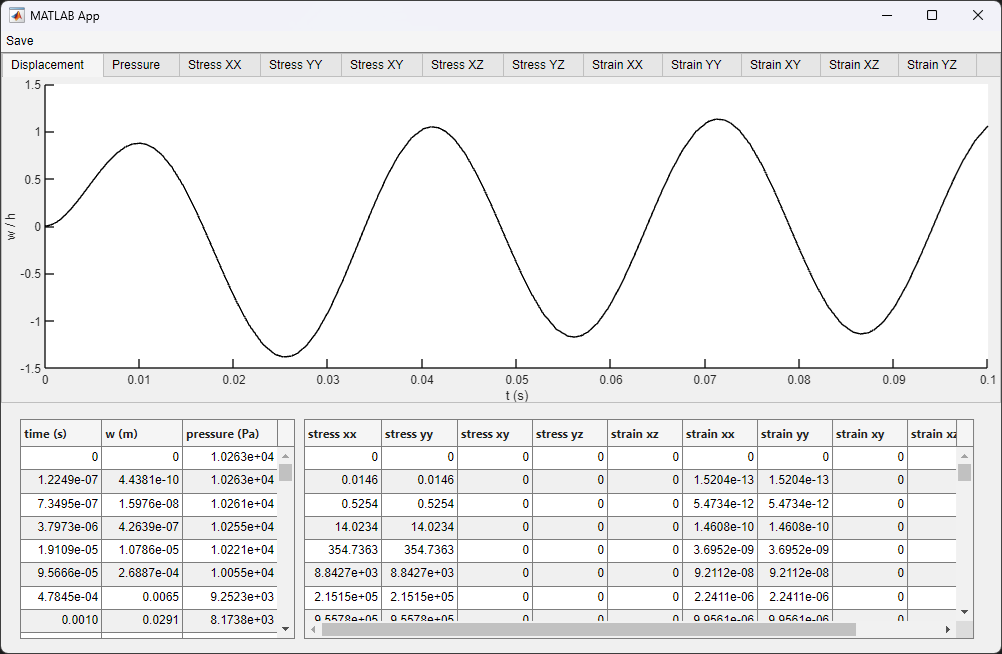 MATLAB App
Save
Displacement Pressure Stress XX Stress YY Stress XY Stress XZ Stress YZ Strain XX Strain YY Strain XY Strain XZ Strain YZ
1.5
1
0.5
0
-0.5
-1
-1.5
w / h
0 0.01 0.02 0.03 0.04 0.05 0.06 0.07 0.08 0.09 0.1
t (s)
time (s) w (m) pressure (Pa)
0 0 1.0263e+04
1.2249e-07 4.4381e-10 1.0263e+04
7.3495e-07 1.5976e-08 1.0261e+04
3.7973e-06 4.2639e-07 1.0255e+04
1.9109e-05 1.0786e-05 1.0221e+04
9.5666e-05 2.6887e-04 1.0055e+04
4.7845e-04 0.0065 9.2523e+03
0.0010 0.0291 8.1738e+03
stress xx stress yy stress xy stress yz strain xz strain xx strain yy strain xy strain xz
0 0 0 0 0 0 0 0
0.0146 0.0146 0 0 0 1.5204e-13 1.5204e-13 0
0.5254 0.5254 0 0 0 5.4734e-12 5.4734e-12 0
14.0234 14.0234 0 0 0 1.4608e-10 1.4608e-10 0
354.7363 354.7363 0 0 0 3.6952e-09 3.6952e-09 0
8.8427e+03 8.8427e+03 0 0 0 9.2112e-08 9.2112e-08 0
2.1515e+05 2.1515e+05 0 0 0 2.2411e-06 2.2411e-06 0
9.5578e+05 9.5578e+05 0 0 0 9.9561e-06 9.9561e-06 0